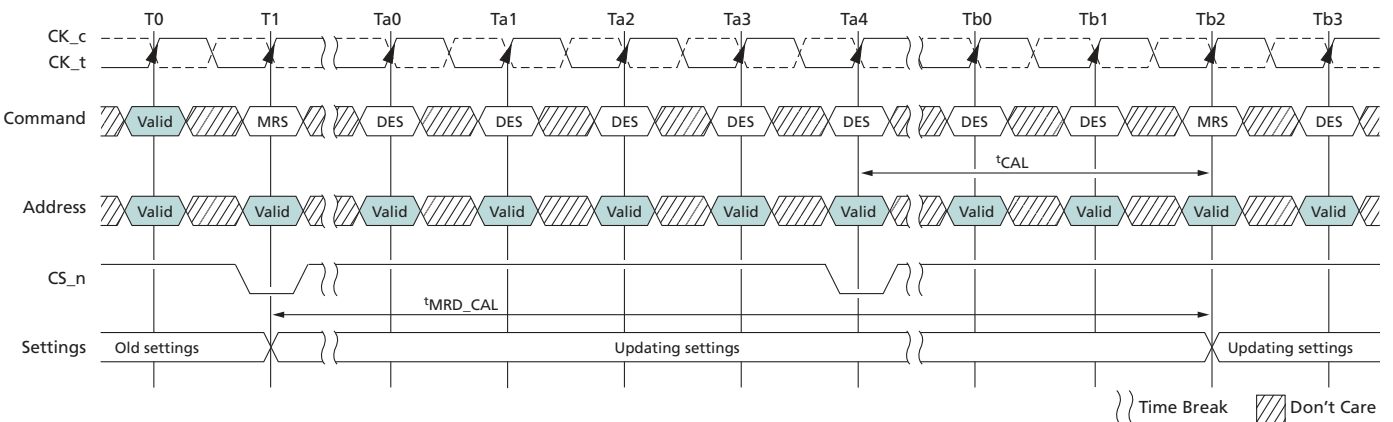 T0 T1 Ta0 Ta1 Ta2 Ta3 Ta4 Tb0 Tb1 Tb2 Tb3
CK_c
CK_t
Command Valid MRS DES DES DES DES DES DES DES MRS DES
tCAL
Address Valid Valid Valid Valid Valid Valid Valid Valid Valid Valid Valid
CS_n
tMRD_CAL
Settings Old settings Updating settings Updating settings
Time Break Don't Care